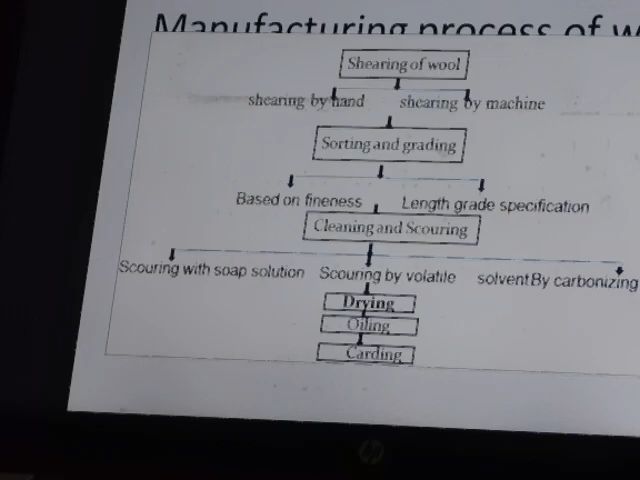 Manufacturing process of w
Shearing of wool
shearing by hand shearing by machine
Sorting and grading
Based on fineness Length grade specification
Cleaning and Scouring
Scouring with soap solution Scouring by volatile solvent By carbonizing
Drying
Oiling
Carding
hp